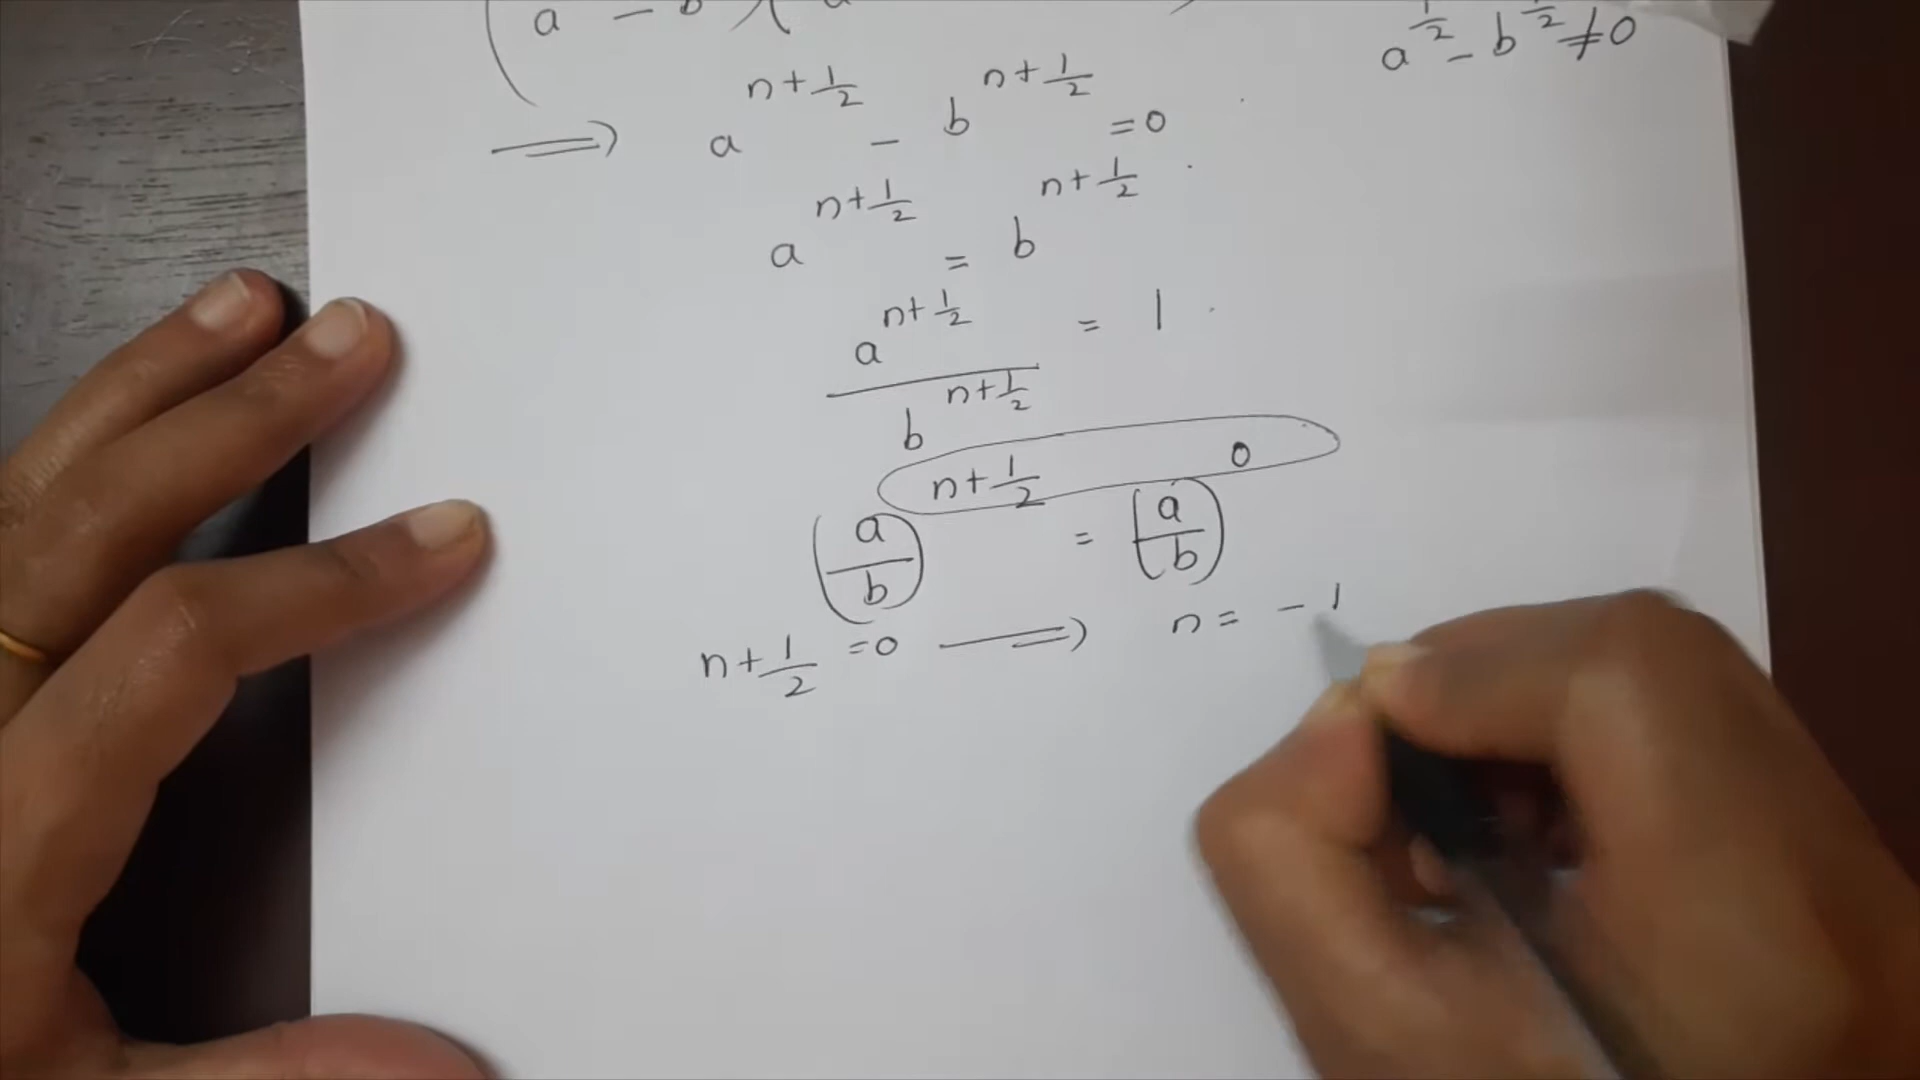 (a - b)(a
a^{1/2} - b^{1/2} ≠ 0
⟹ a^{n+1/2} - b^{n+1/2} = 0
a^{n+1/2} = b^{n+1/2}
a^{n+1/2} / b^{n+1/2} = 1
(a/b)^{n+1/2} = (a/b)^0
n+1/2 = 0 ⟹ n = -1